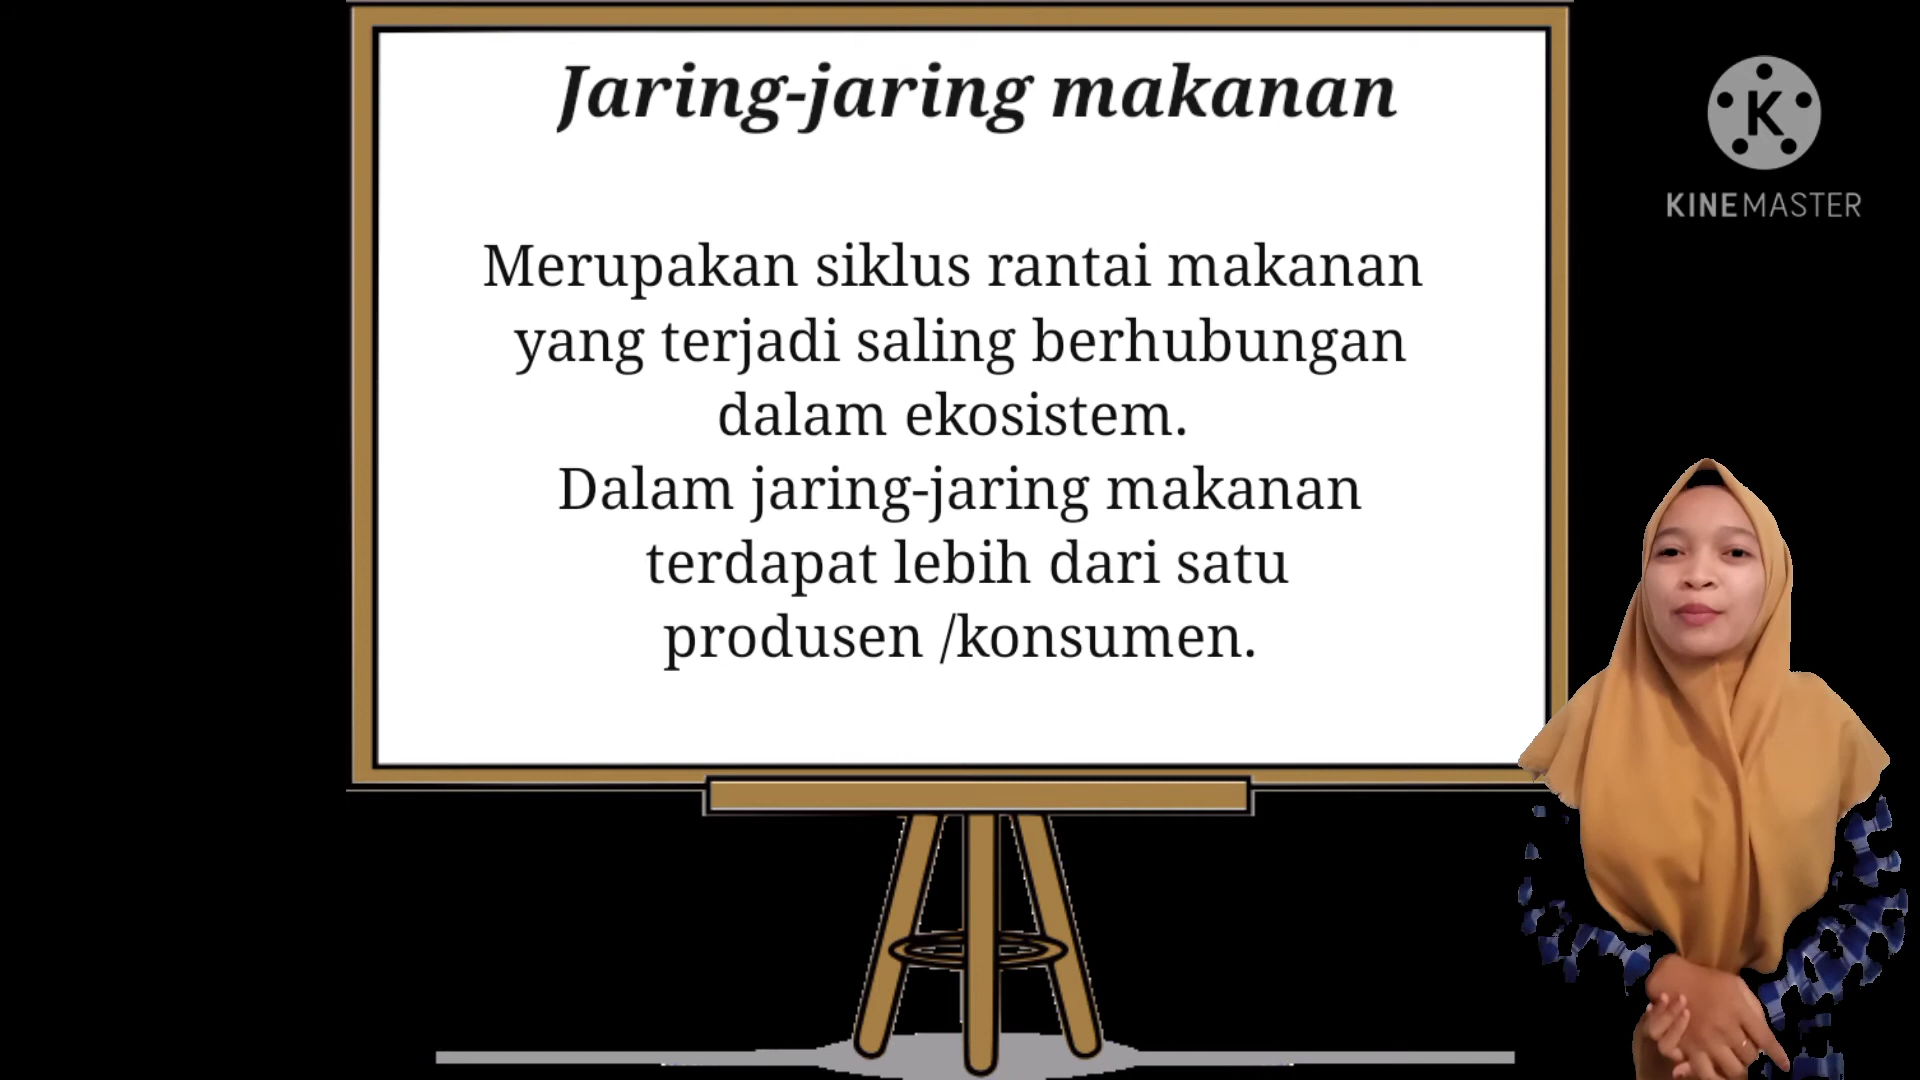 Jaring-jaring makanan
K
KINEMASTER
Merupakan siklus rantai makanan
yang terjadi saling berhubungan
dalam ekosistem.
Dalam jaring-jaring makanan
terdapat lebih dari satu
produsen /konsumen.